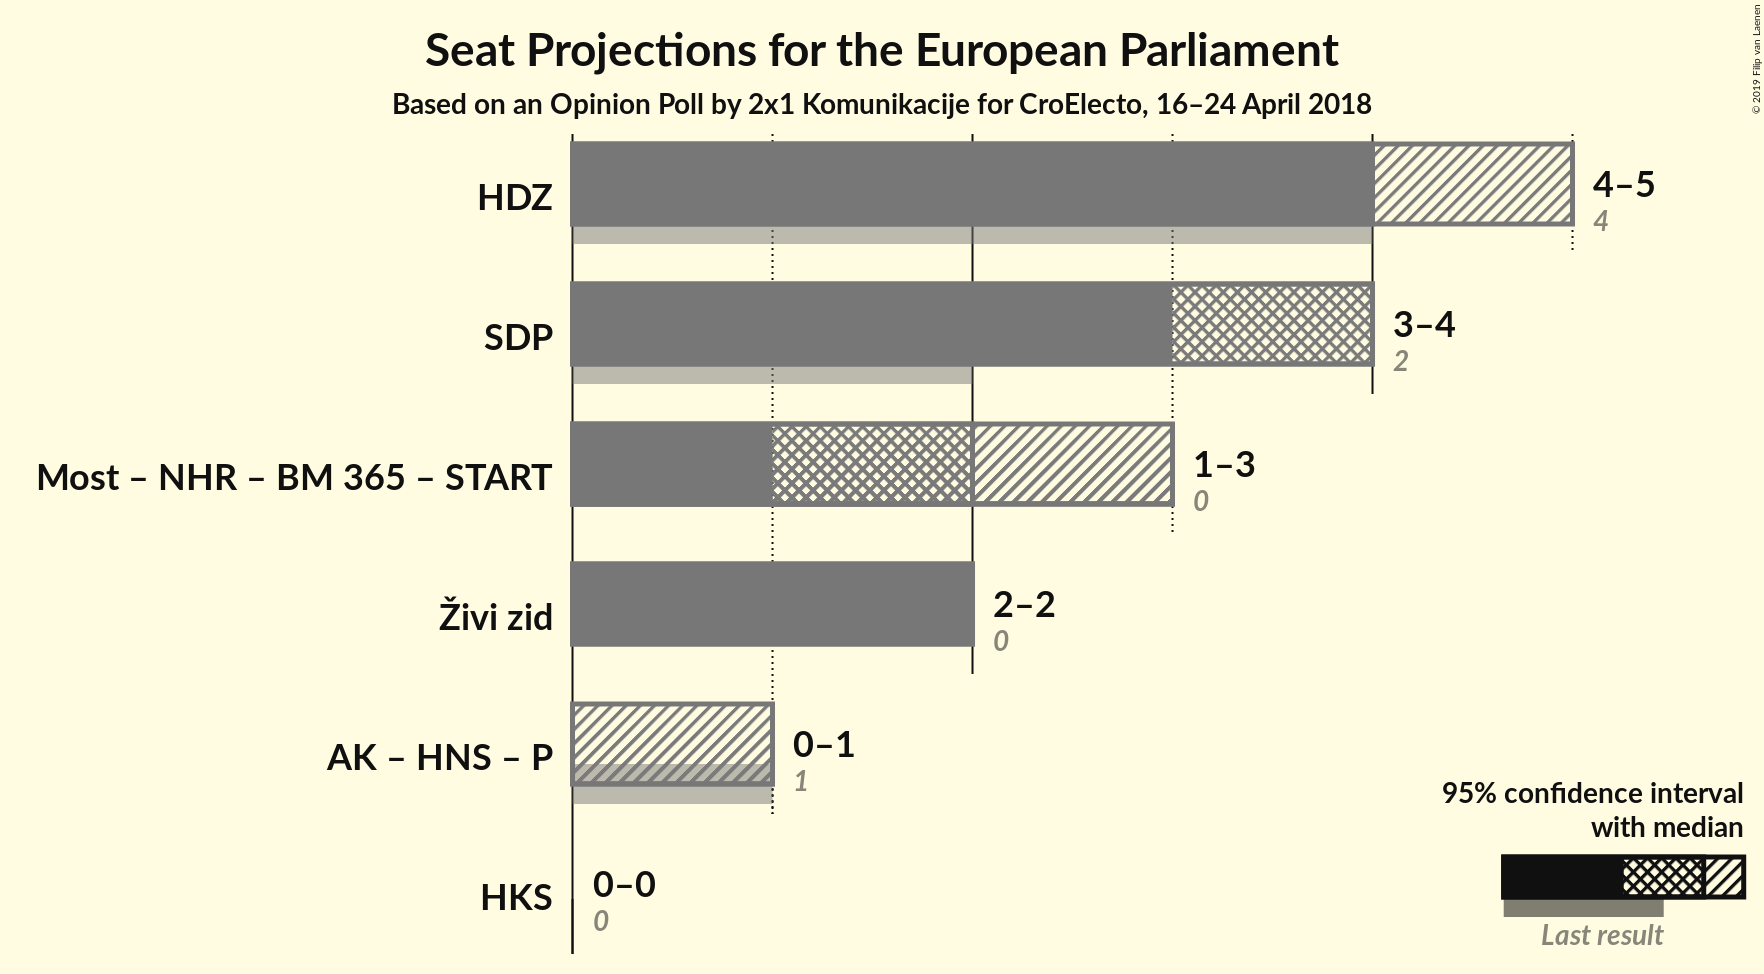 Seat Projections for the European Parliament
Based on an Opinion Poll by 2x1 Komunikacije for CroElecto, 16–24 April 2018
© 2019 Filip van Laenen
HDZ
4–5
4
SDP
3–4
2
Most – NHR – BM 365 – START
1–3
0
Živi zid
2–2
0
AK – HNS – P
0–1
1
HKS
0–0
0
95% confidence interval
with median
Last result